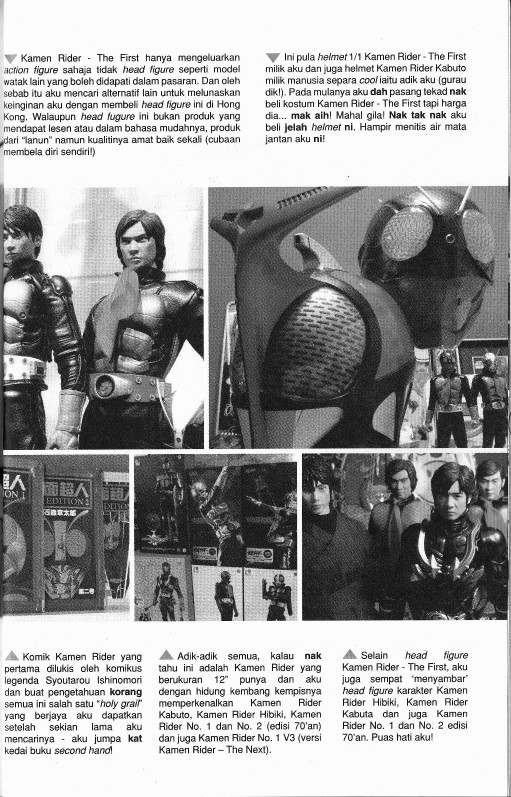 Kamen Rider - The First hanya mengeluarkan
action figure sahaja tidak head figure seperti model
watak lain yang boleh didapati dalam pasaran. Dan oleh
sebab itu aku mencari alternatif lain untuk melunaskan
keinginan aku dengan membeli head figure ini di Hong
Kong. Walaupun head fugure ini bukan produk yang
mendapat lesen atau dalam bahasa mudahnya, produk
dari "lanun" namun kualitinya amat baik sekali (cubaan
membela diri sendiri!)
Ini pula helmet 1/1 Kamen Rider - The First
milik aku dan juga helmet Kamen Rider Kabuto
milik manusia separa cool iaitu adik aku (gurau
dik!). Pada mulanya aku dah pasang tekad nak
beli kostum Kamen Rider - The First tapi harga
dia... mak aih! Mahal gila! Nak tak nak aku
beli jelah helmet ni. Hampir menitis air mata
jantan aku ni!
面超人
EDITION
石森章太郎
Komik Kamen Rider yang
pertama dilukis oleh komikus
legenda Syoutarou Ishinomori
dan buat pengetahuan korang
semua ini salah satu "holy grail"
yang berjaya aku dapatkan
setelah sekian lama aku
mencarinya - aku jumpa kat
kedai buku second hand!
Adik-adik semua, kalau nak
tahu ini adalah Kamen Rider yang
berukuran 12" punya dan aku
dengan hidung kembang kempisnya
memperkenalkan Kamen Rider
Kabuto, Kamen Rider Hibiki, Kamen
Rider No. 1 dan No. 2 (edisi 70'an)
dan juga Kamen Rider No. 1 V3 (versi
Kamen Rider – The Next).
Selain head figure
Kamen Rider - The First, aku
juga sempat 'menyambar'
head figure karakter Kamen
Rider Hibiki, Kamen Rider
Kabuta dan juga Kamen
Rider No. 1 dan No. 2 edisi
70'an. Puas hati aku!